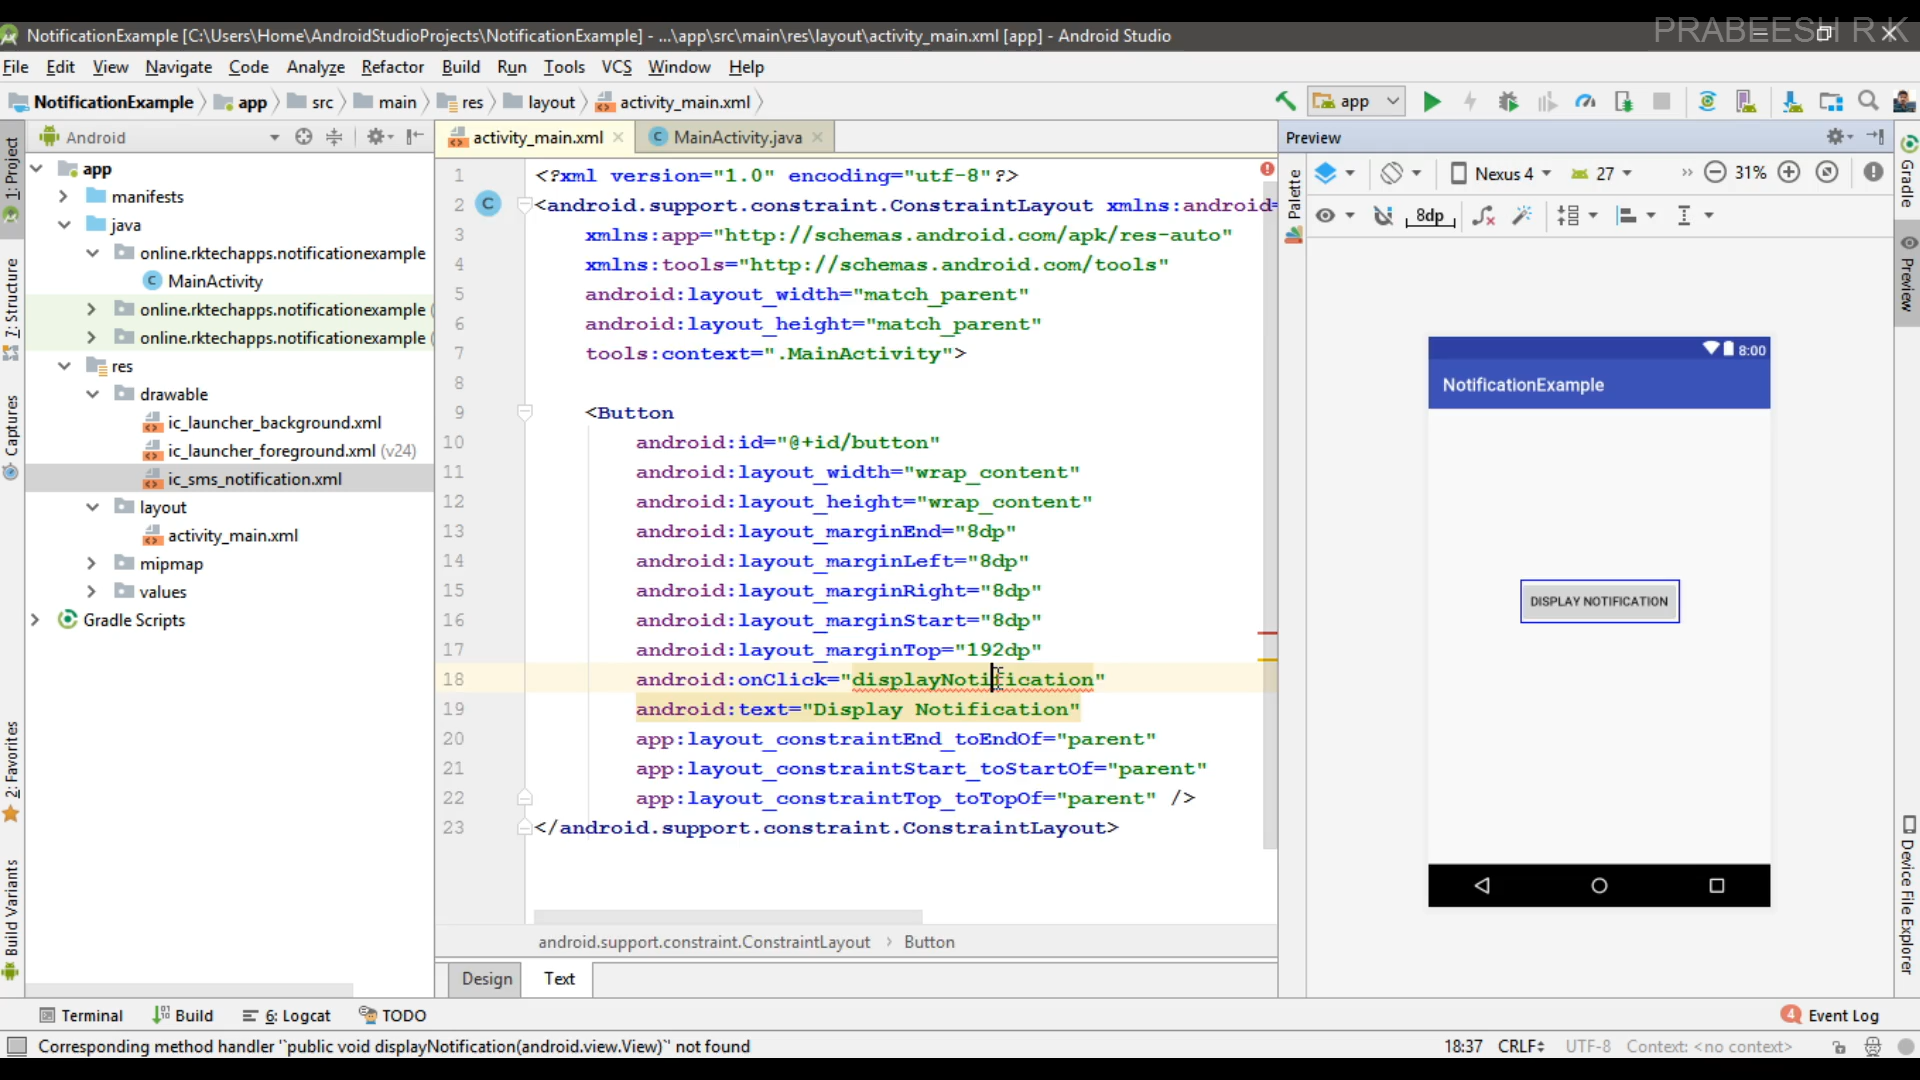 PRABEESH R K
NotificationExample [C:\Users\Home\AndroidStudioProjects\NotificationExample] - ...\app\src\main\res\layout\activity_main.xml [app] - Android Studio
File Edit View Navigate Code Analyze Refactor Build Run Tools VCS Window Help
NotificationExample app src main res layout activity_main.xml app
Android
activity_main.xml MainActivity.java
Preview
1: Project
7: Structure
Captures
2: Favorites
Build Variants
app
manifests
java
online.rktechapps.notificationexample
MainActivity
online.rktechapps.notificationexample (
online.rktechapps.notificationexample (
res
drawable
ic_launcher_background.xml
ic_launcher_foreground.xml (v24)
ic_sms_notification.xml
layout
activity_main.xml
mipmap
values
Gradle Scripts
1 <?xml version="1.0" encoding="utf-8"?>
2 C <android.support.constraint.ConstraintLayout xmlns:android=
3 xmlns:app="http://schemas.android.com/apk/res-auto"
4 xmlns:tools="http://schemas.android.com/tools"
5 android:layout_width="match_parent"
6 android:layout_height="match_parent"
7 tools:context=".MainActivity">
8
9 <Button
10 android:id="@+id/button"
11 android:layout_width="wrap_content"
12 android:layout_height="wrap_content"
13 android:layout_marginEnd="8dp"
14 android:layout_marginLeft="8dp"
15 android:layout_marginRight="8dp"
16 android:layout_marginStart="8dp"
17 android:layout_marginTop="192dp"
18 android:onClick="displayNotification"
19 android:text="Display Notification"
20 app:layout_constraintEnd_toEndOf="parent"
21 app:layout_constraintStart_toStartOf="parent"
22 app:layout_constraintTop_toTopOf="parent" />
23 </android.support.constraint.ConstraintLayout>
android.support.constraint.ConstraintLayout › Button
Design Text
Palette
Nexus 4 27 » 31%
8dp
8:00
NotificationExample
DISPLAY NOTIFICATION
Gradle
Preview
Device File Explorer
Terminal Build 6: Logcat TODO
4 Event Log
Corresponding method handler '`public void displayNotification(android.view.View)`' not found
18:37 CRLF UTF-8 Context: <no context>